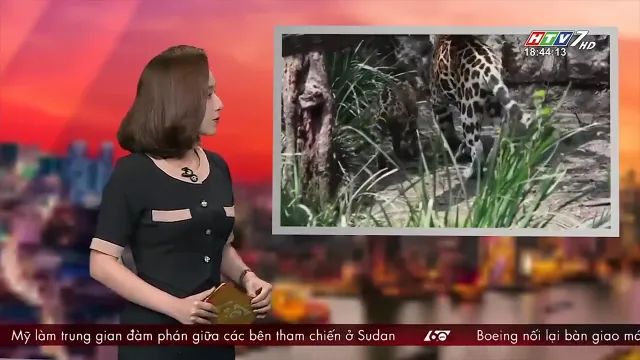 HTV7 HD
18:44:13
Mỹ làm trung gian đàm phán giữa các bên tham chiến ở Sudan 60 Boeing nối lại bàn giao má